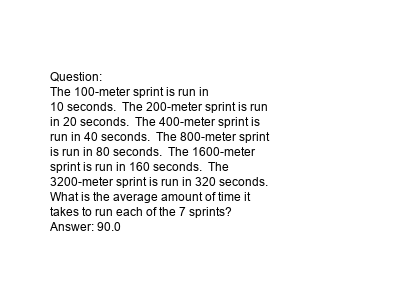 Question:
The 100-meter sprint is run in
10 seconds.  The 200-meter sprint is run
in 20 seconds.  The 400-meter sprint is
run in 40 seconds.  The 800-meter sprint
is run in 80 seconds.  The 1600-meter
sprint is run in 160 seconds.  The
3200-meter sprint is run in 320 seconds.
What is the average amount of time it
takes to run each of the 7 sprints?
Answer: 90.0